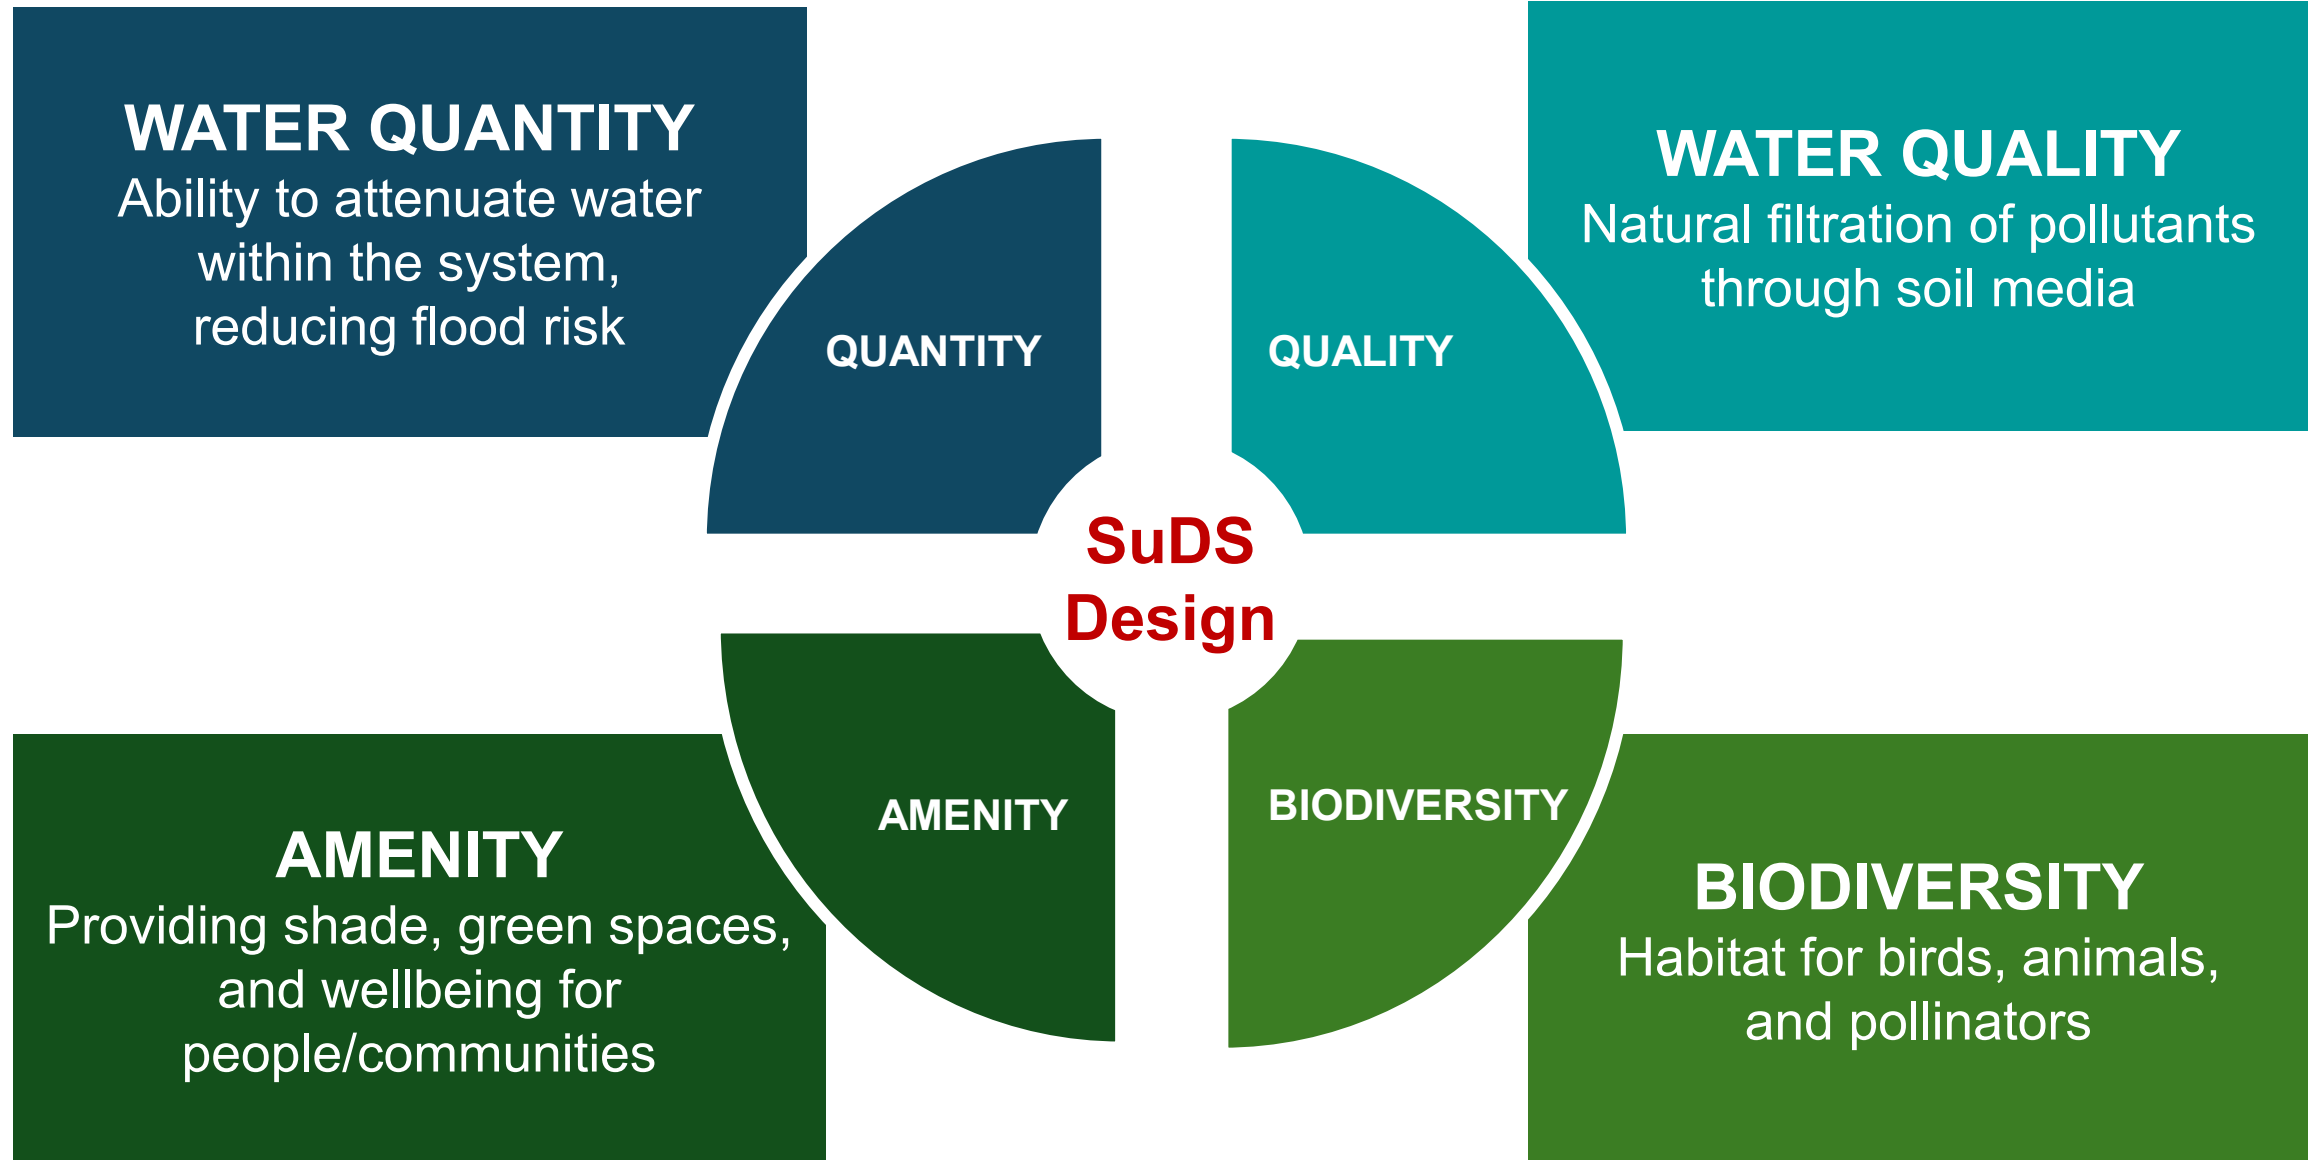 WATER QUANTITY
Ability to attenuate water
within the system,
reducing flood risk
WATER QUALITY
Natural filtration of pollutants
through soil media
QUANTITY
QUALITY
SuDS
Design
AMENITY
BIODIVERSITY
AMENITY
Providing shade, green spaces,
and wellbeing for
people/communities
BIODIVERSITY
Habitat for birds, animals,
and pollinators